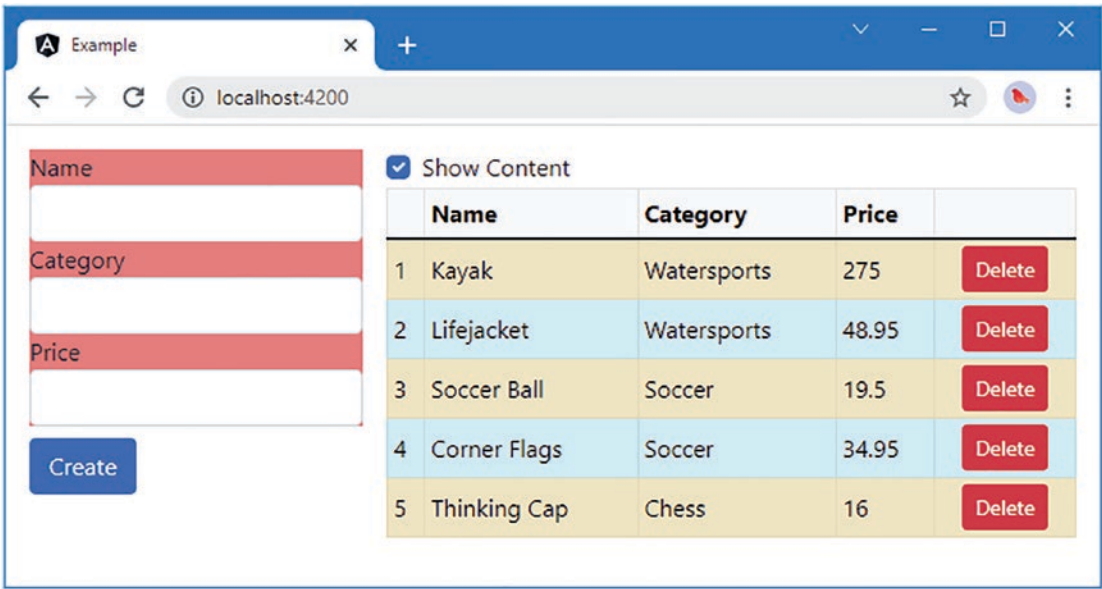 Example
localhost:4200
Name
Category
Price
Create
Show Content
Name Category Price
1 Kayak Watersports 275 Delete
2 Lifejacket Watersports 48.95 Delete
3 Soccer Ball Soccer 19.5 Delete
4 Corner Flags Soccer 34.95 Delete
5 Thinking Cap Chess 16 Delete